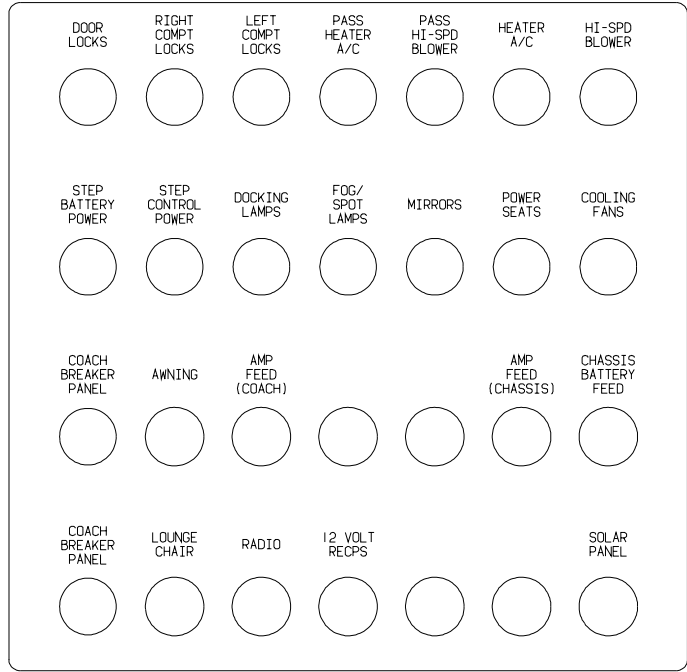 DOOR
LOCKS
RIGHT
COMPT
LOCKS
LEFT
COMPT
LOCKS
PASS
HEATER
A/C
PASS
HI-SPD
BLOWER
HEATER
A/C
HI-SPD
BLOWER
STEP
BATTERY
POWER
STEP
CONTROL
POWER
DOCKING
LAMPS
FOG/
SPOT
LAMPS
MIRRORS
POWER
SEATS
COOLING
FANS
COACH
BREAKER
PANEL
AWNING
AMP
FEED
(COACH)
AMP
FEED
(CHASSIS)
CHASSIS
BATTERY
FEED
COACH
BREAKER
PANEL
LOUNGE
CHAIR
RADIO
12 VOLT
RECPS
SOLAR
PANEL